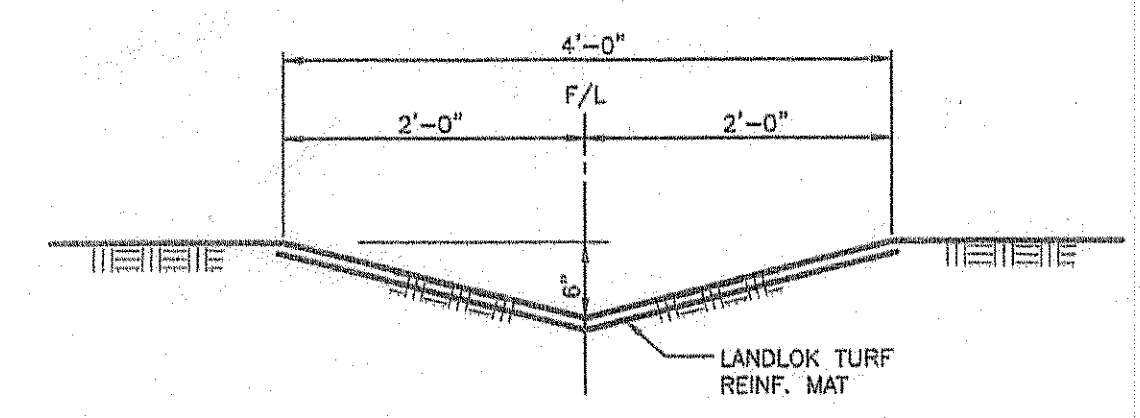 4'-0"
F/L
2'-0"
2'-0"
6"
LANDLOK TURF
REINF. MAT